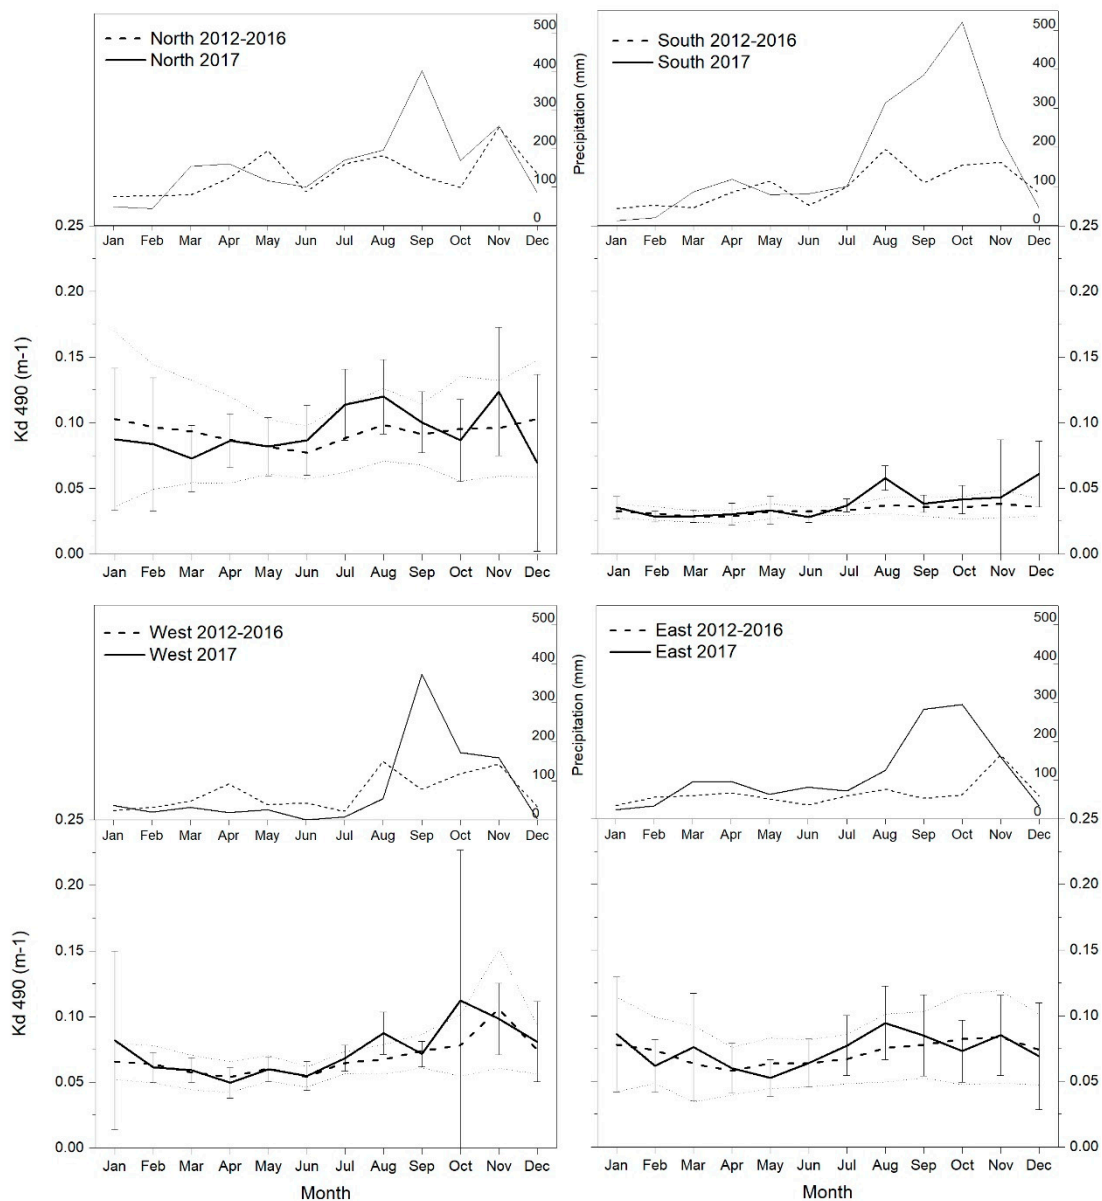 North 2012-2016
North 2017
500
400
300
200
100
0
Jan Feb Mar Apr May Jun Jul Aug Sep Oct Nov Dec
South 2012-2016
South 2017
Precipitation (mm)
500
400
300
200
100
0
Jan Feb Mar Apr May Jun Jul Aug Sep Oct Nov Dec
Kd 490 (m-1)
0.25
0.20
0.15
0.10
0.05
0.00
Jan Feb Mar Apr May Jun Jul Aug Sep Oct Nov Dec
0.25
0.20
0.15
0.10
0.05
0.00
Jan Feb Mar Apr May Jun Jul Aug Sep Oct Nov Dec
West 2012-2016
West 2017
500
400
300
200
100
0
Jan Feb Mar Apr May Jun Jul Aug Sep Oct Nov Dec
East 2012-2016
East 2017
Precipitation (mm)
500
400
300
200
100
0
Jan Feb Mar Apr May Jun Jul Aug Sep Oct Nov Dec
Kd 490 (m-1)
0.25
0.20
0.15
0.10
0.05
0.00
Jan Feb Mar Apr May Jun Jul Aug Sep Oct Nov Dec
Month
0.25
0.20
0.15
0.10
0.05
0.00
Jan Feb Mar Apr May Jun Jul Aug Sep Oct Nov Dec
Month